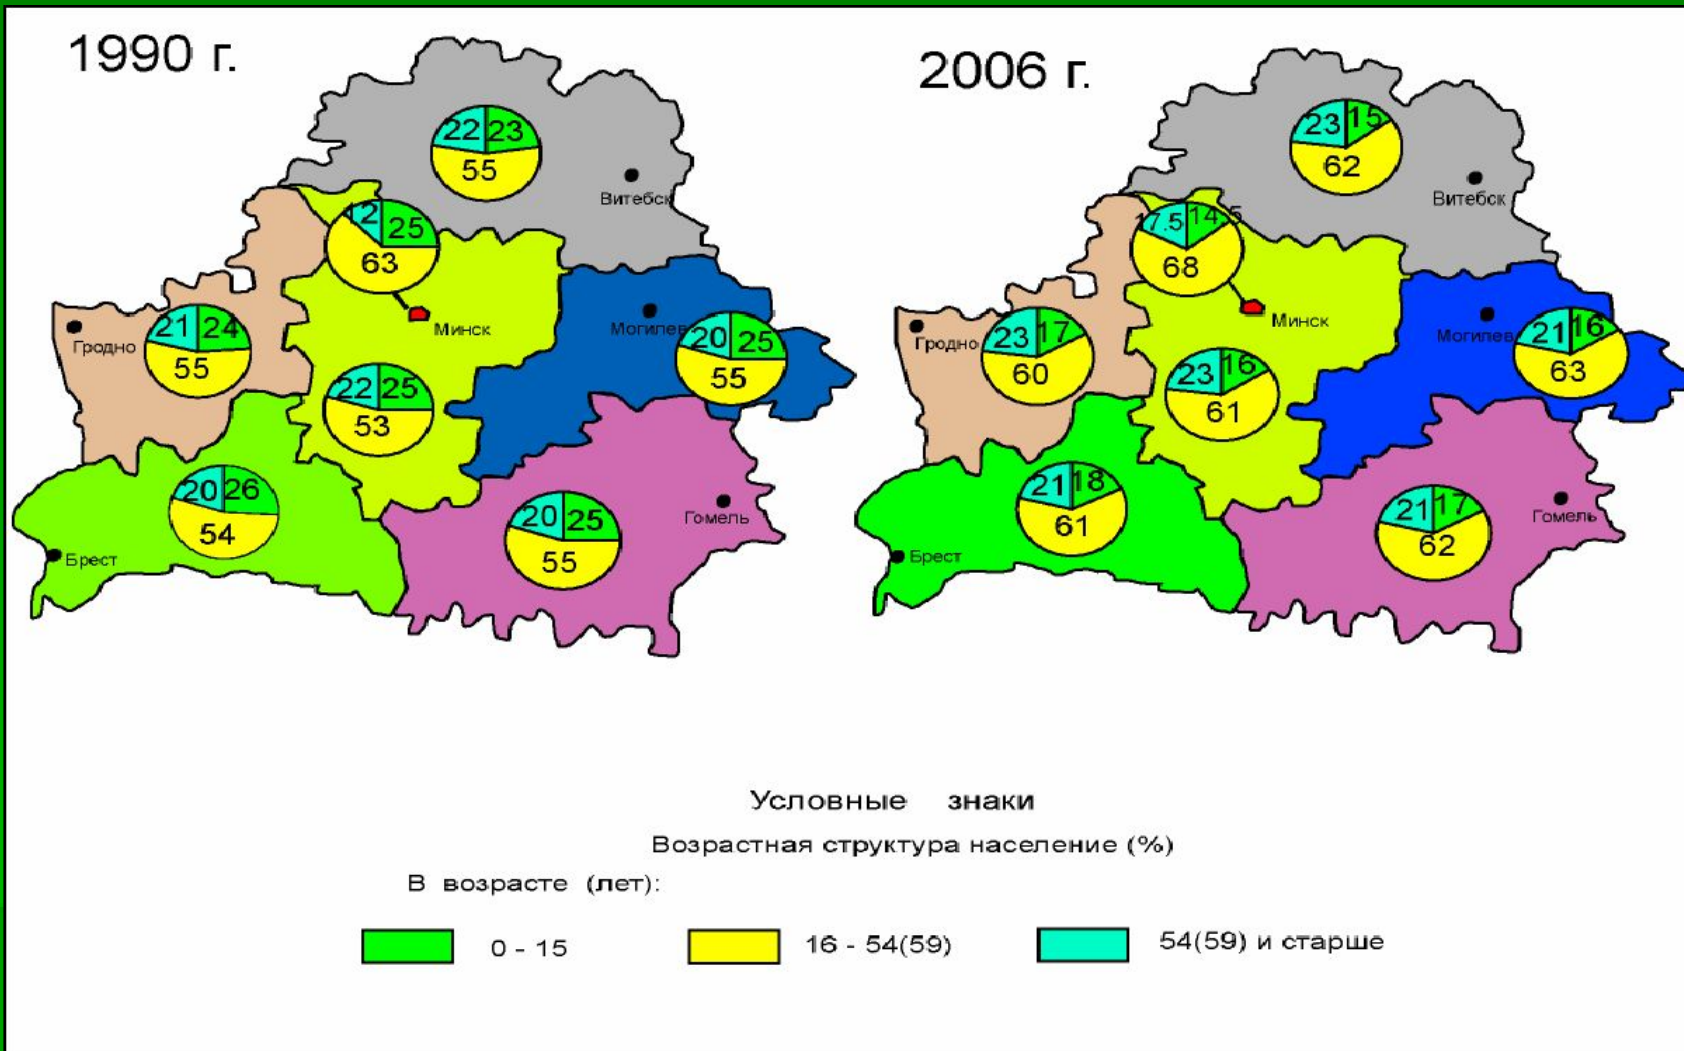 1990 г.
22 23
55
Витебск
12 25
63
Минск
21 24
55
Гродно
Могилев
20 25
55
22 25
53
20 26
54
Брест
20 25
55
Гомель
2006 г.
23 15
62
Витебск
17.5 14.5
68
Минск
23 17
60
Гродно
Могилев
21 16
63
23 16
61
21 18
61
Брест
21 17
62
Гомель
Условные знаки
Возрастная структура население (%)
В возрасте (лет):
0 - 15
16 - 54(59)
54(59) и старше